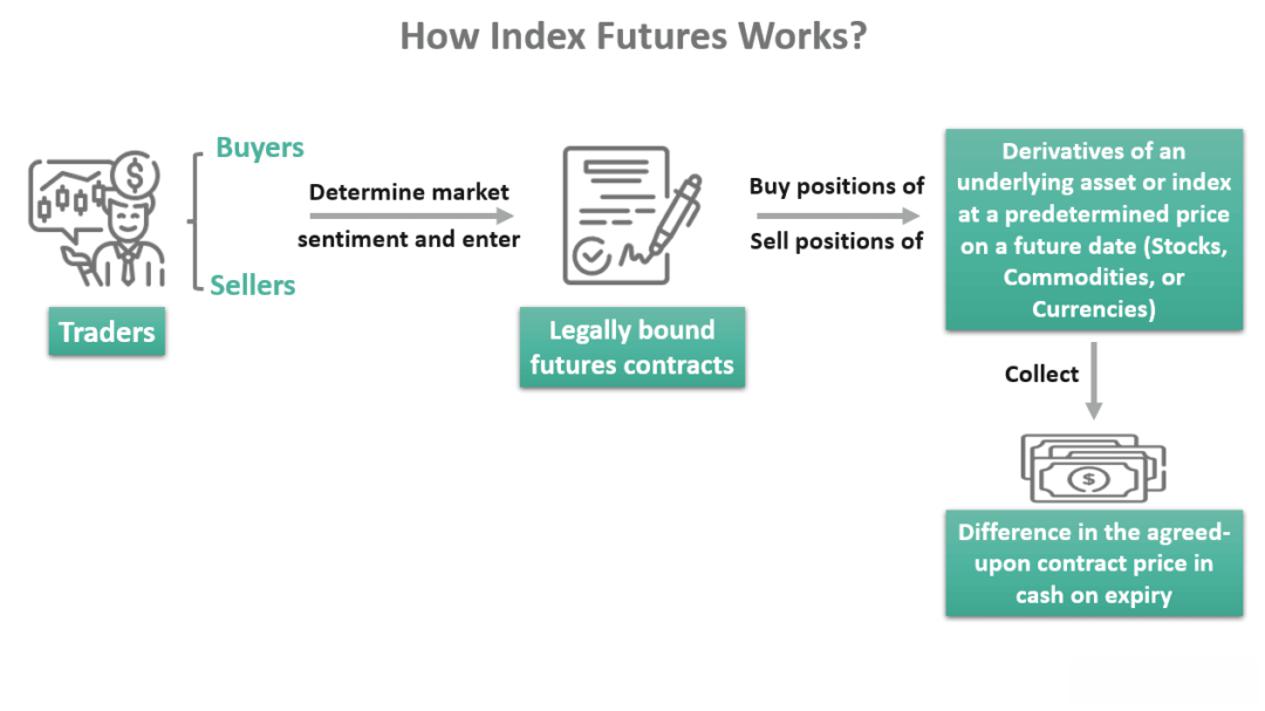 How Index Futures Works?
Buyers
Sellers
Traders
Determine market
sentiment and enter
Legally bound
futures contracts
Buy positions of
Sell positions of
Derivatives of an
underlying asset or index
at a predetermined price
on a future date (Stocks,
Commodities, or
Currencies)
Collect
Difference in the agreed-
upon contract price in
cash on expiry